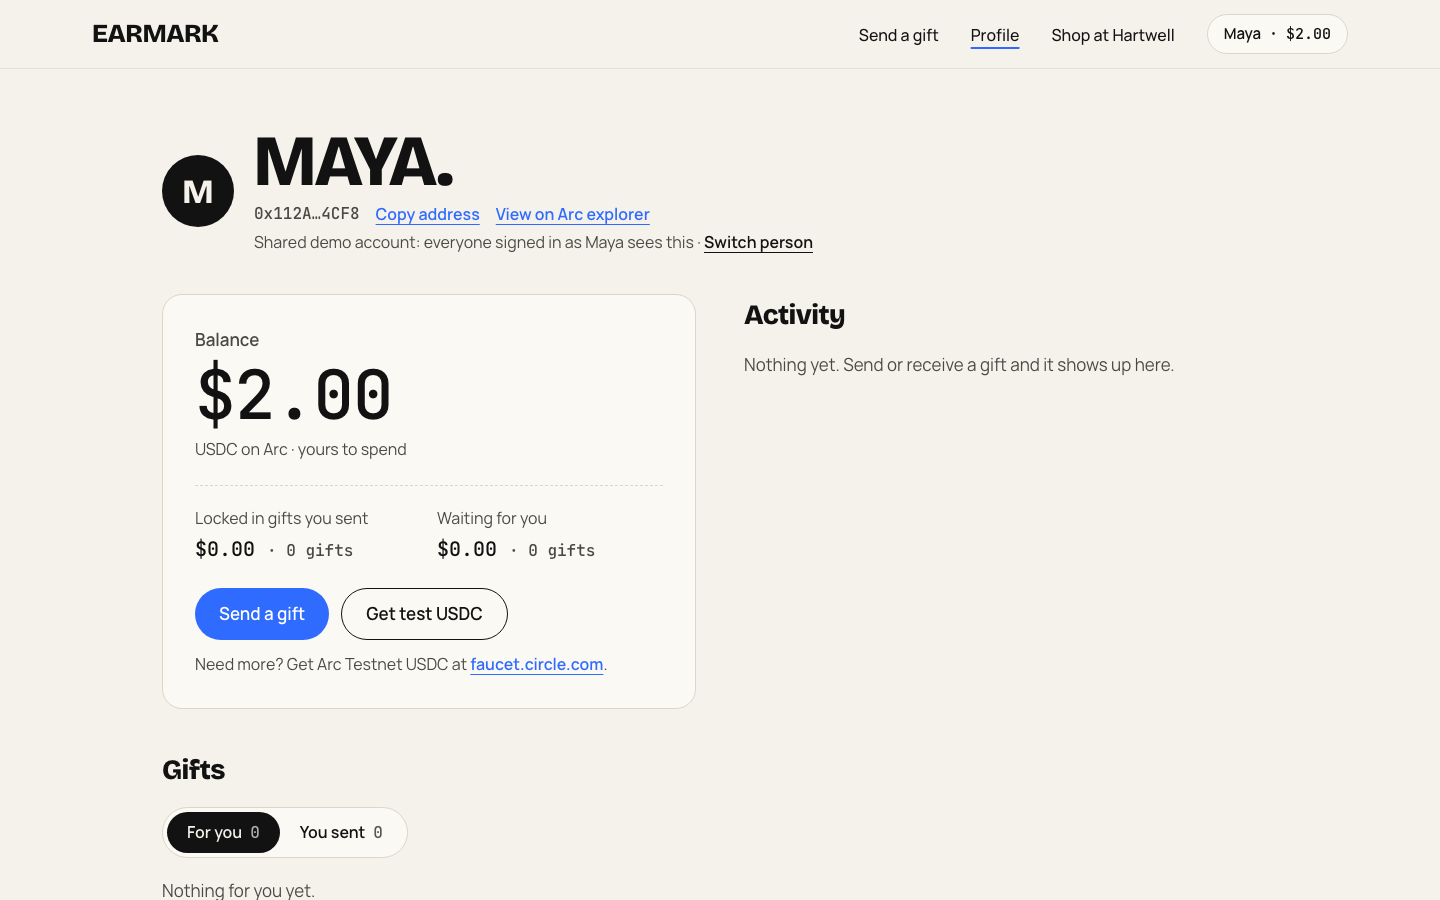 EARMARK
Send a gift
Profile
Shop at Hartwell
Maya · $2.00
M
MAYA.
0x112A…4CF8 Copy address View on Arc explorer
Shared demo account: everyone signed in as Maya sees this · Switch person
Balance
$2.00
USDC on Arc · yours to spend
Locked in gifts you sent
$0.00 · 0 gifts
Waiting for you
$0.00 · 0 gifts
Send a gift
Get test USDC
Need more? Get Arc Testnet USDC at faucet.circle.com.
Activity
Nothing yet. Send or receive a gift and it shows up here.
Gifts
For you 0
You sent 0
Nothing for you yet.